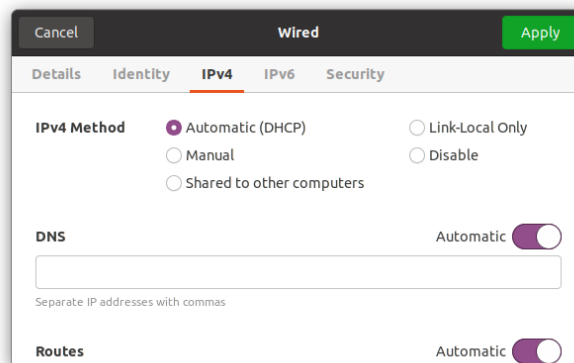 Cancel Wired Apply
Details Identity IPv4 IPv6 Security
IPv4 Method Automatic (DHCP) Link-Local Only
Manual Disable
Shared to other computers
DNS Automatic
Separate IP addresses with commas
Routes Automatic